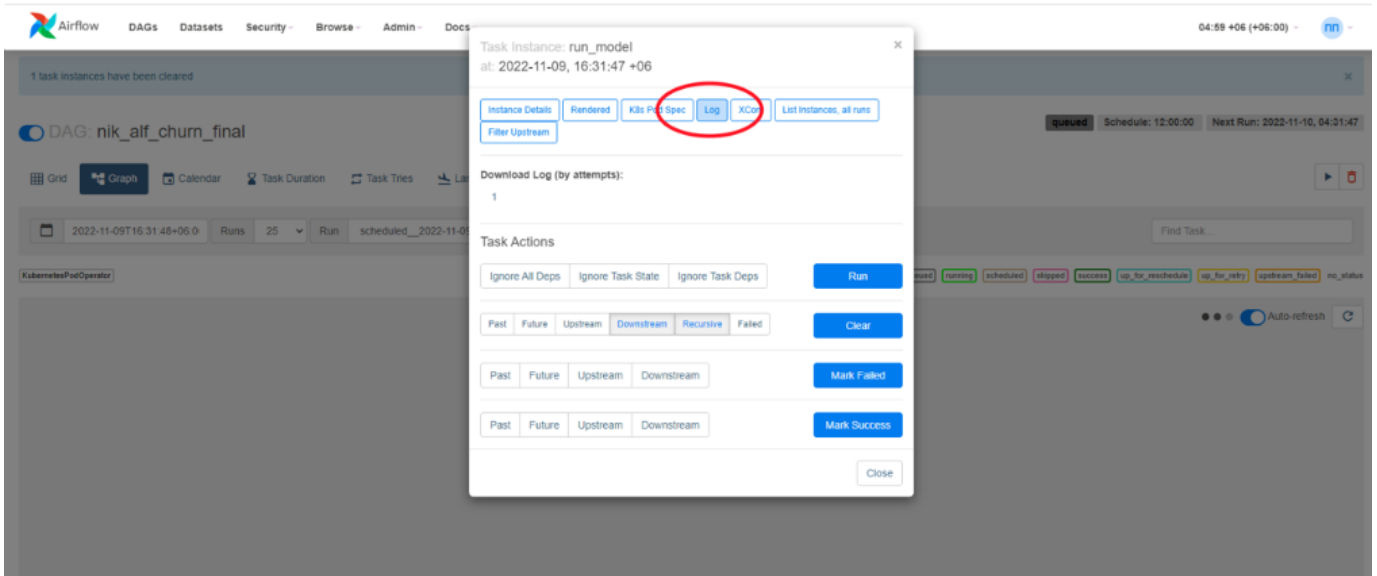 Airflow DAGs Datasets Security Browse Admin Docs 04:59 +06 (+06:00) ПП
1 task instances have been cleared ×
DAG: nik_alf_churn_final queued Schedule: 12:00:00 Next Run: 2022-11-10, 04:31:47
Grid Graph Calendar Task Duration Task Tries
2022-11-09T16:31:48+06:0 Runs 25 Run scheduled__2022-11-09 Find Task...
KubernetesPodOperator running scheduled skipped success up_for_reschedule up_for_retry upstream_failed no_status
Auto-refresh
Task Instance: run_model ×
at: 2022-11-09, 16:31:47 +06
Instance Details Rendered K8s Pod Spec Log XCom List Instances, all runs
Filter Upstream
Download Log (by attempts):
1
Task Actions
Ignore All Deps Ignore Task State Ignore Task Deps Run
Past Future Upstream Downstream Recursive Failed Clear
Past Future Upstream Downstream Mark Failed
Past Future Upstream Downstream Mark Success
Close